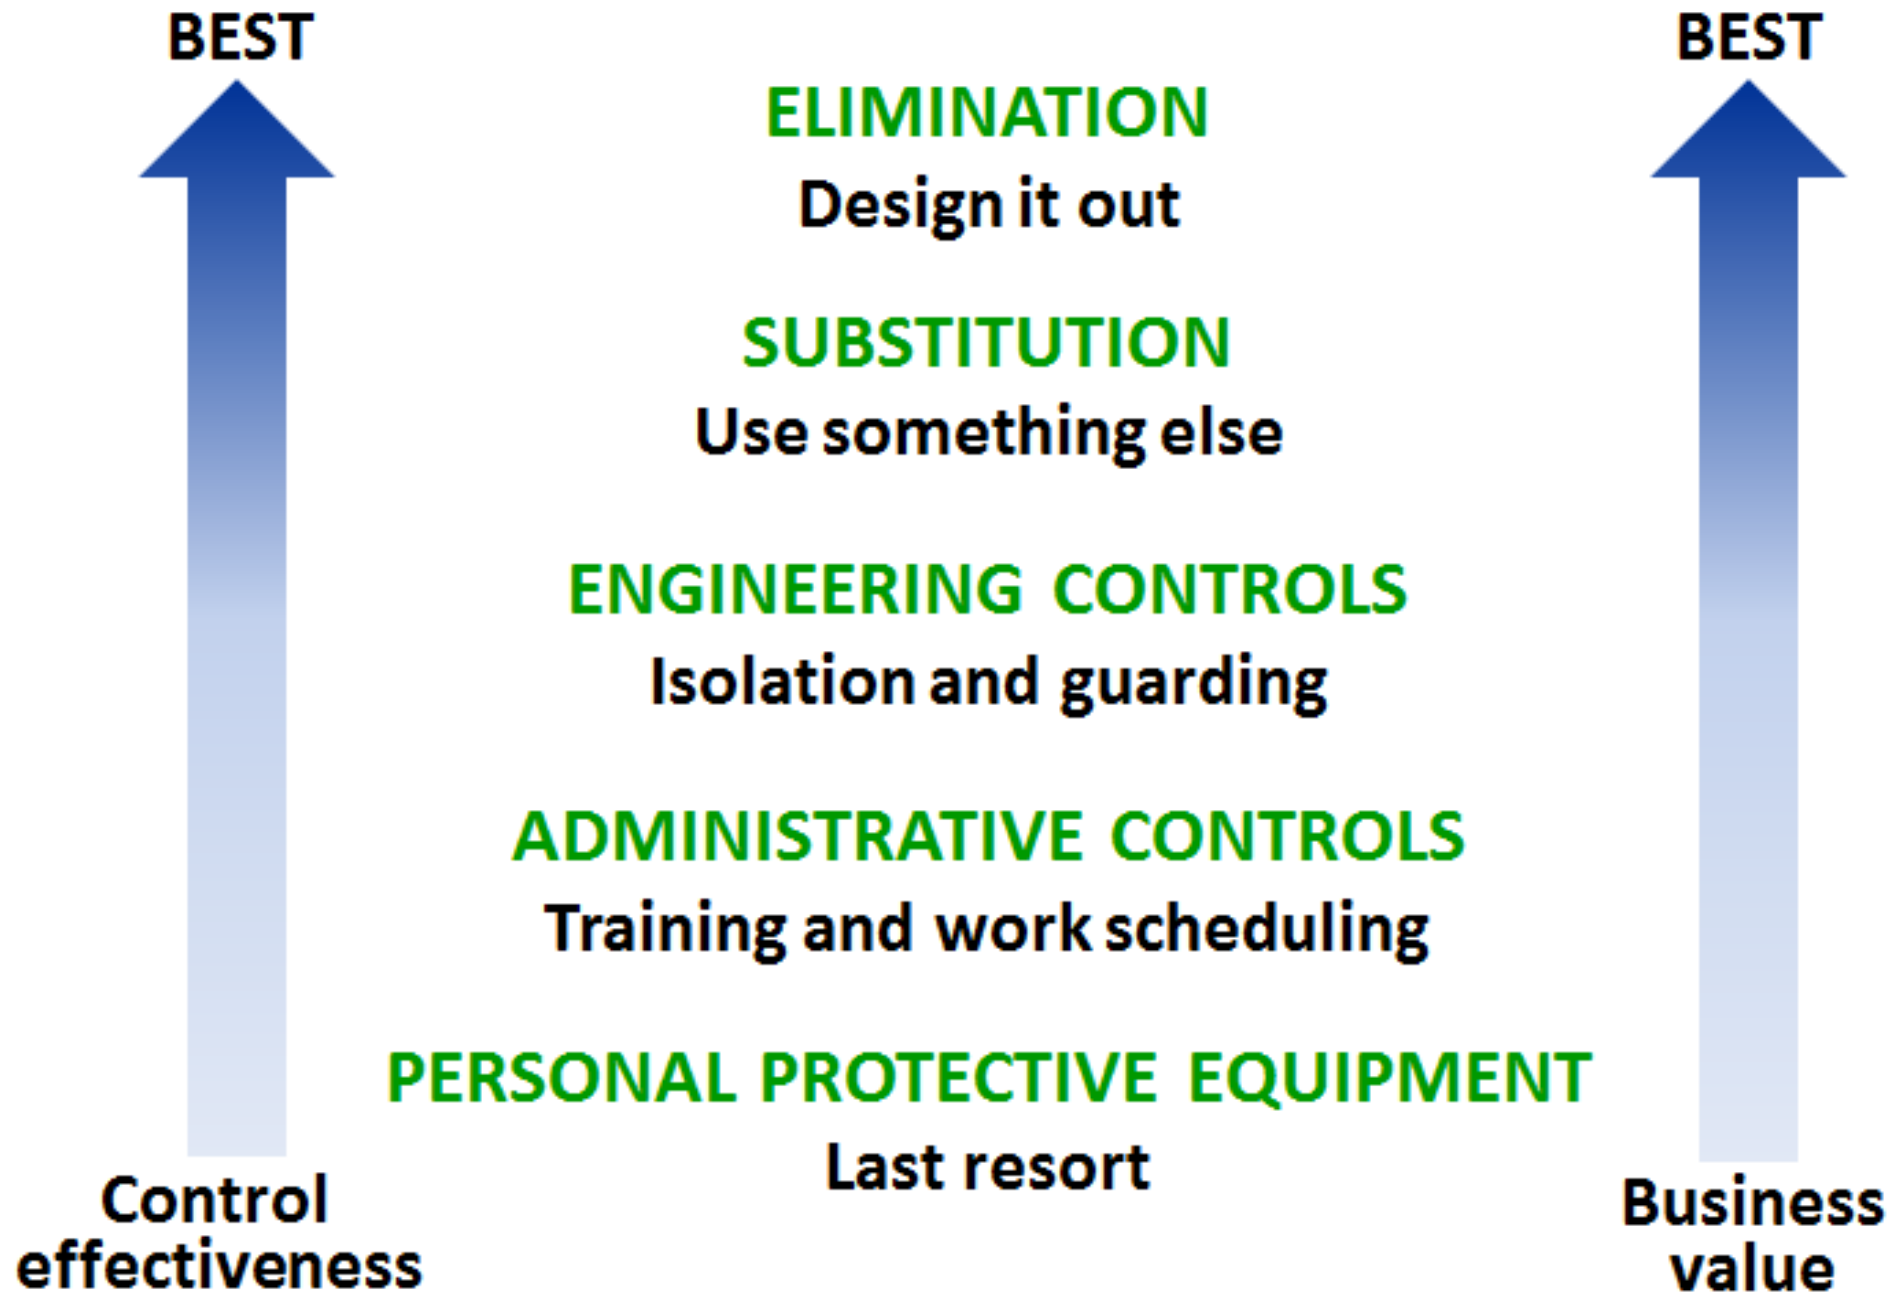 BEST
BEST
ELIMINATION
Design it out
SUBSTITUTION
Use something else
ENGINEERING CONTROLS
Isolation and guarding
ADMINISTRATIVE CONTROLS
Training and work scheduling
PERSONAL PROTECTIVE EQUIPMENT
Last resort
Control
effectiveness
Business
value